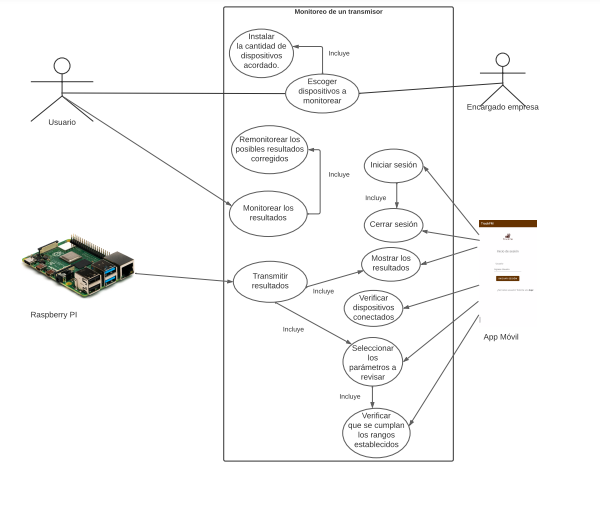 Monitoreo de un transmisor
Instalar
la cantidad de
dispositivos
acordado.
Incluye
Escoger
dispositivos a
monitorear
Usuario
Encargado empresa
Remonitorear los
posibles resultados
corregidos
Incluye
Monitorear los
resultados
Iniciar sesión
Incluye
Cerrar sesión
Mostrar los
resultados
Transmitir
resultados
Incluye
Verificar
dispositivos
conectados
Incluye
Raspberry PI
App Móvil
Seleccionar
los
parámetros a
revisar
Incluye
Verificar
que se cumplan
los rangos
establecidos